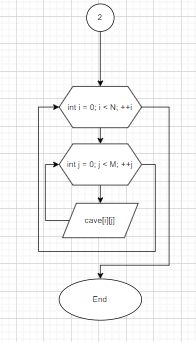 2
int i = 0; i < N; ++i
int j = 0; j < M; ++j
cave[i][j]
End